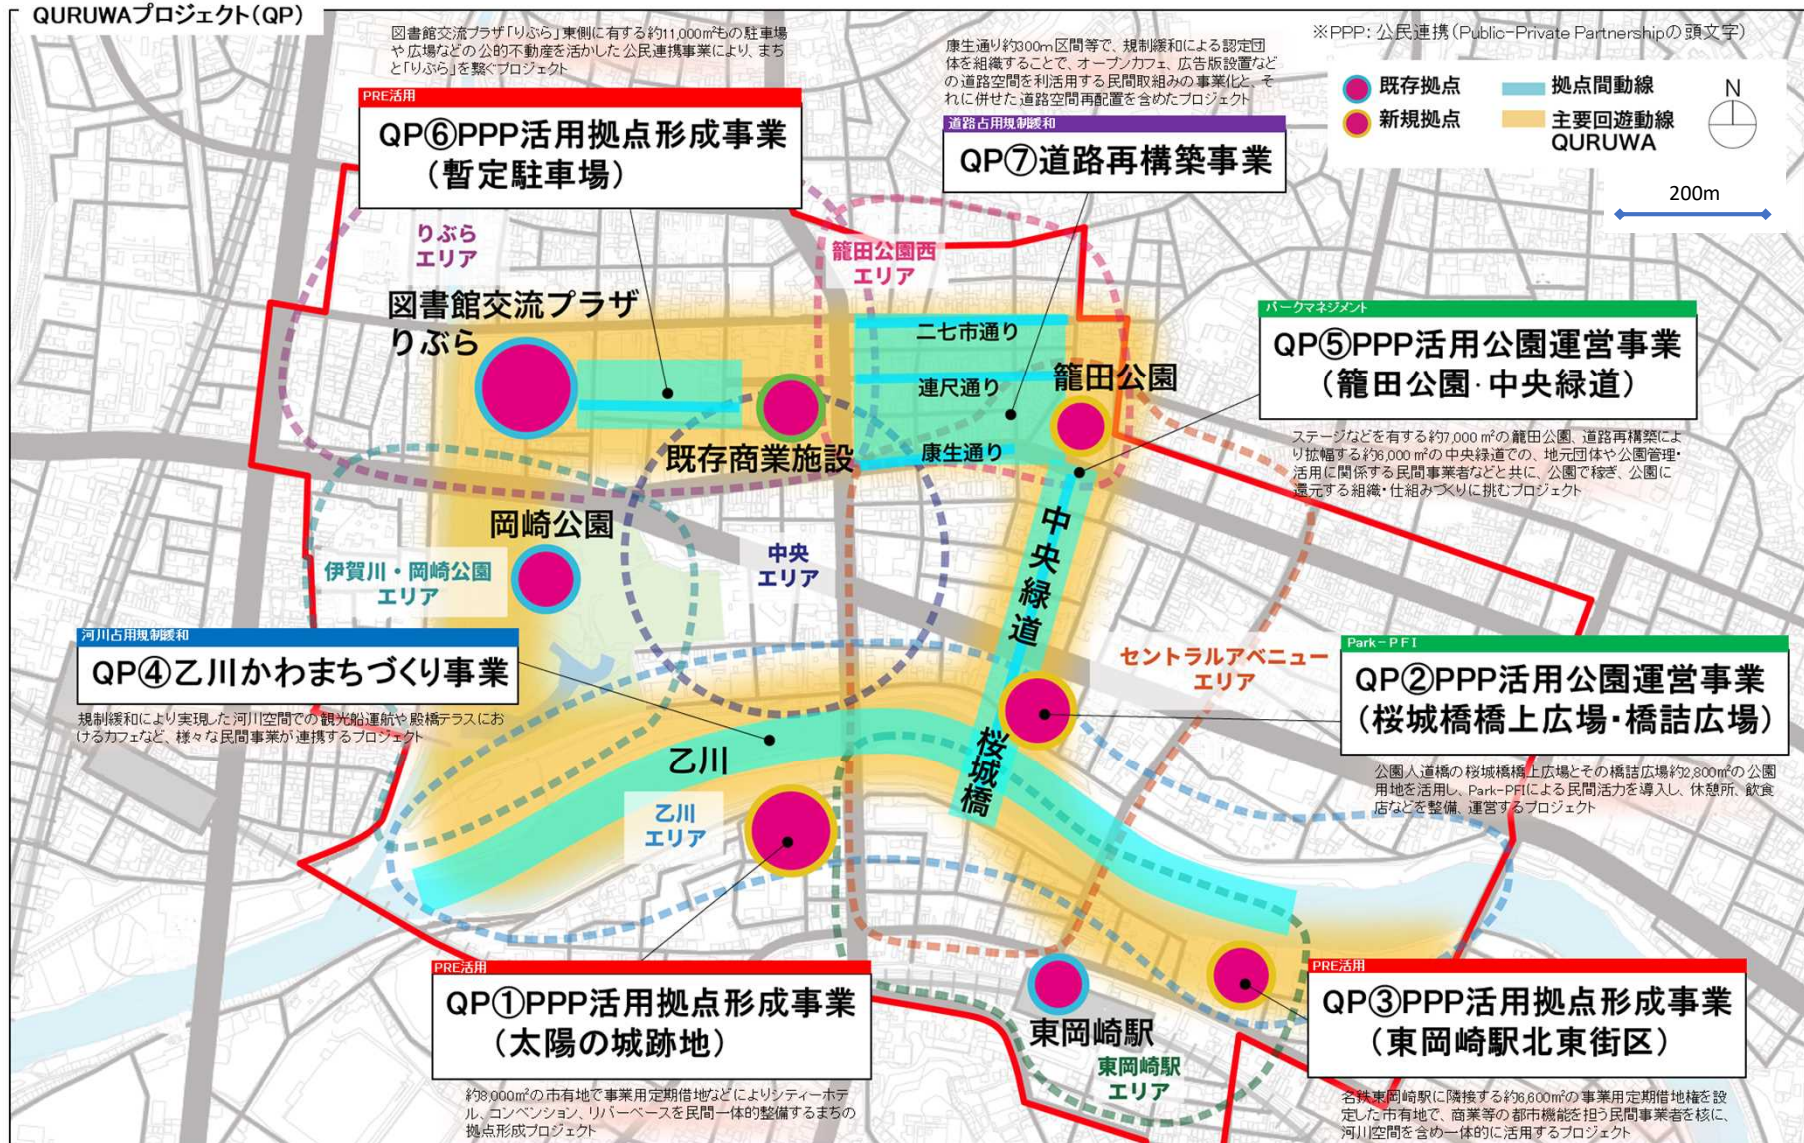 QURUWAプロジェクト(QP)
図書館交流プラザ「りぶら」東側に有する約11,000㎡もの駐車場
や広場などの公的不動産を活かした公民連携事業により、まち
と「りぶら」を繋ぐプロジェクト
PRE活用
QP⑥PPP活用拠点形成事業
(暫定駐車場)
康生通り約300m区間等で、規制緩和による認定団
体を組織することで、オープンカフェ、広告版設置など
の道路空間を利活用する民間取組みの事業化と、そ
れに併せた道路空間再配置を含めたプロジェクト
道路占用規制緩和
QP⑦道路再構築事業
※PPP:公民連携(Public-Private Partnershipの頭文字)
既存拠点
新規拠点
拠点間動線
主要回遊動線
QURUWA
N
200m
りぶら
エリア
籠田公園西
エリア
図書館交流プラザ
りぶら
二七市通り
連尺通り
康生通り
籠田公園
既存商業施設
パークマネジメント
QP⑤PPP活用公園運営事業
(籠田公園・中央緑道)
ステージなどを有する約7,000㎡の籠田公園、道路再構築によ
り拡幅する約6,000㎡の中央緑道での、地元団体や公園管理・
活用に関係する民間事業者などと共に、公園で稼ぎ、公園に
還元する組織・仕組みづくりに挑むプロジェクト
岡崎公園
伊賀川・岡崎公園
エリア
中央
エリア
中央緑道
セントラルアベニュー
エリア
河川占用規制緩和
QP④乙川かわまちづくり事業
規制緩和により実現した河川空間での観光船運航や殿橋テラスにお
けるカフェなど、様々な民間事業が連携するプロジェクト
Park-PFI
QP②PPP活用公園運営事業
(桜城橋橋上広場・橋詰広場)
公園人道橋の桜城橋橋上広場とその橋詰広場約2,800㎡の公園
用地を活用し、Park-PFIによる民間活力を導入し、休憩所、飲食
店などを整備、運営するプロジェクト
乙川
桜城橋
乙川
エリア
PRE活用
QP①PPP活用拠点形成事業
(太陽の城跡地)
約8,000㎡の市有地で事業用定期借地などによりシティーホテ
ル、コンベンション、リバーベースを民間一体的整備するまちの
拠点形成プロジェクト
東岡崎駅
東岡崎駅
エリア
PRE活用
QP③PPP活用拠点形成事業
(東岡崎駅北東街区)
名鉄東岡崎駅に隣接する約6,600㎡の事業用定期借地権を設
定した市有地で、商業等の都市機能を担う民間事業者を核に、
河川空間を含め一体的に活用するプロジェクト